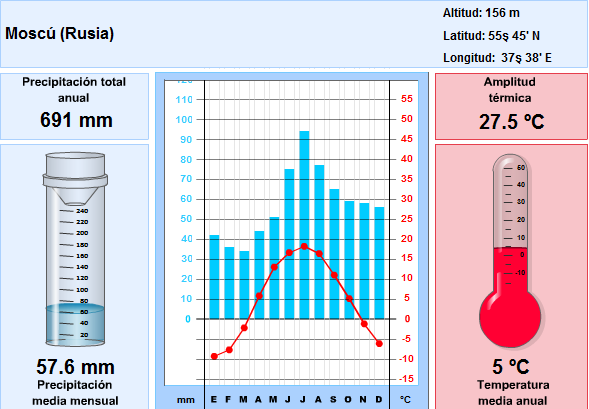 Moscú (Rusia)
Altitud: 156 m
Latitud: 55ş 45' N
Longitud: 37ş 38' E
Precipitación total
anual
691 mm
240
220
200
180
160
140
120
100
80
60
40
20
57.6 mm
Precipitación
media mensual
120
110
100
90
80
70
60
50
40
30
20
10
0
55
50
45
40
35
30
25
20
15
10
5
0
-5
-10
-15
mm E F M A M J J A S O N D °C
Amplitud
térmica
27.5 ºC
50
40
30
20
10
0
-10
5 ºC
Temperatura
media anual